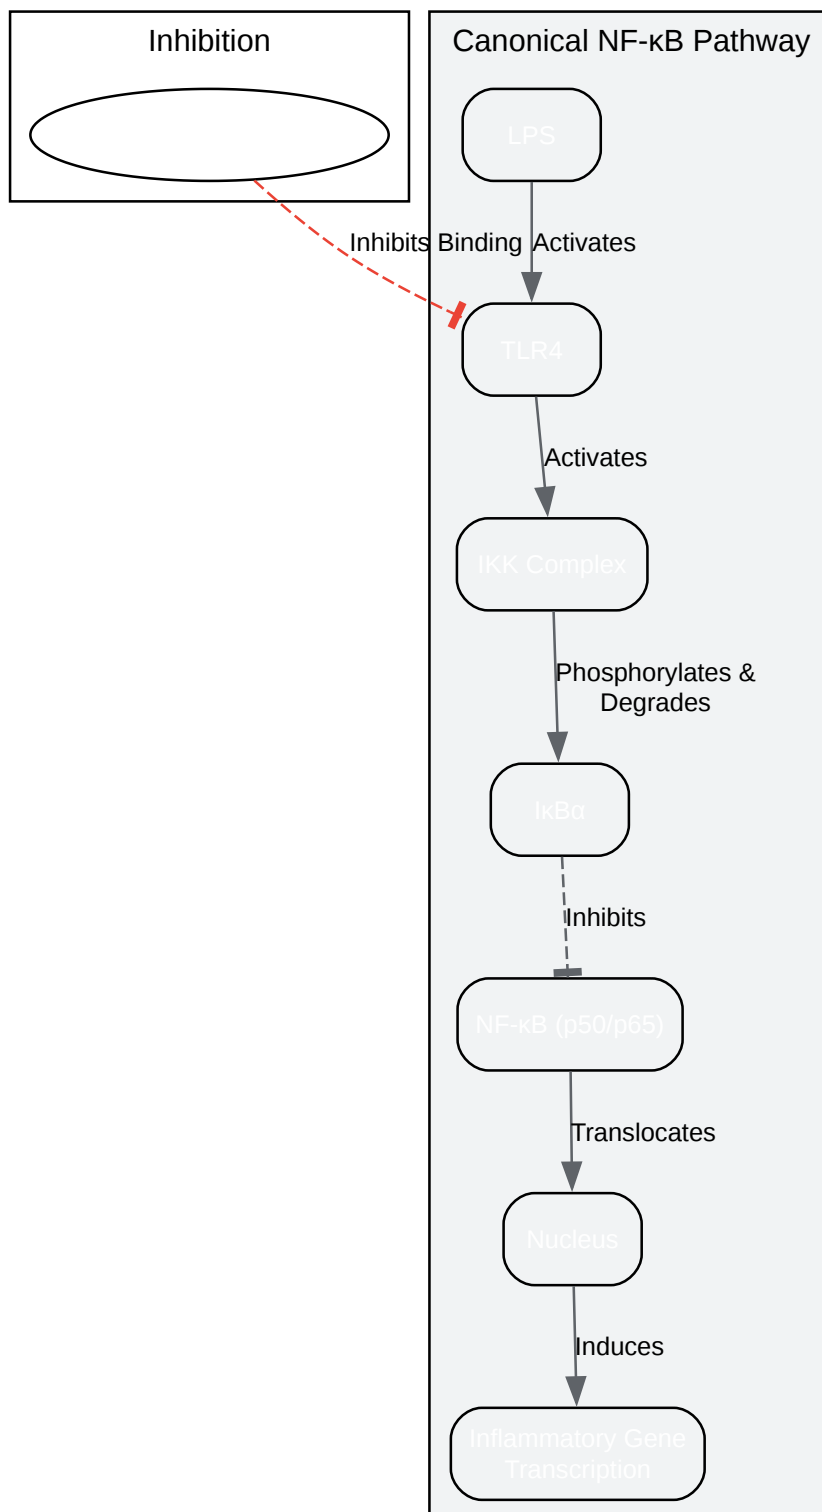 Inhibition
Canonical NF-κB Pathway
LPS
Inhibits Binding
Activates
TLR4
Activates
IKK Complex
Phosphorylates &
Degrades
IκBα
Inhibits
NF-κB (p50/p65)
Translocates
Nucleus
Induces
Inflammatory Gene
Transcription